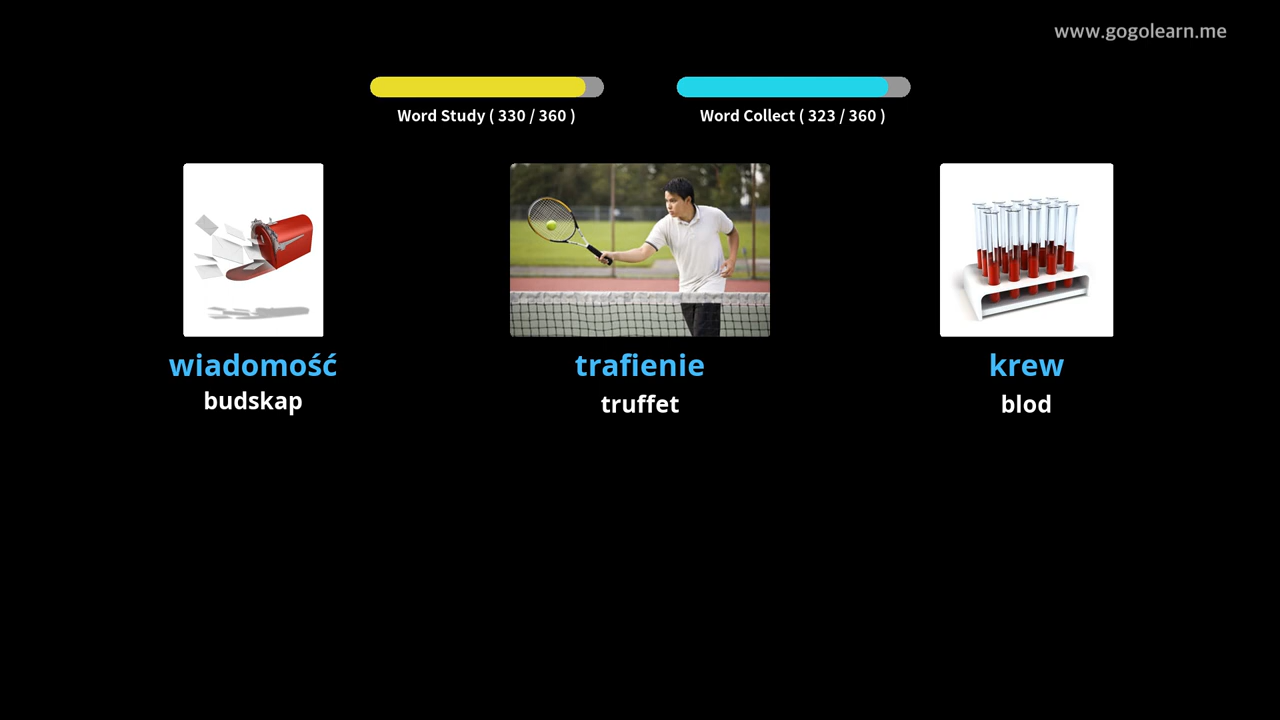 www.gogolearn.me
Word Study ( 330 / 360 )
Word Collect ( 323 / 360 )
wiadomość
trafienie
krew
budskap
truffet
blod